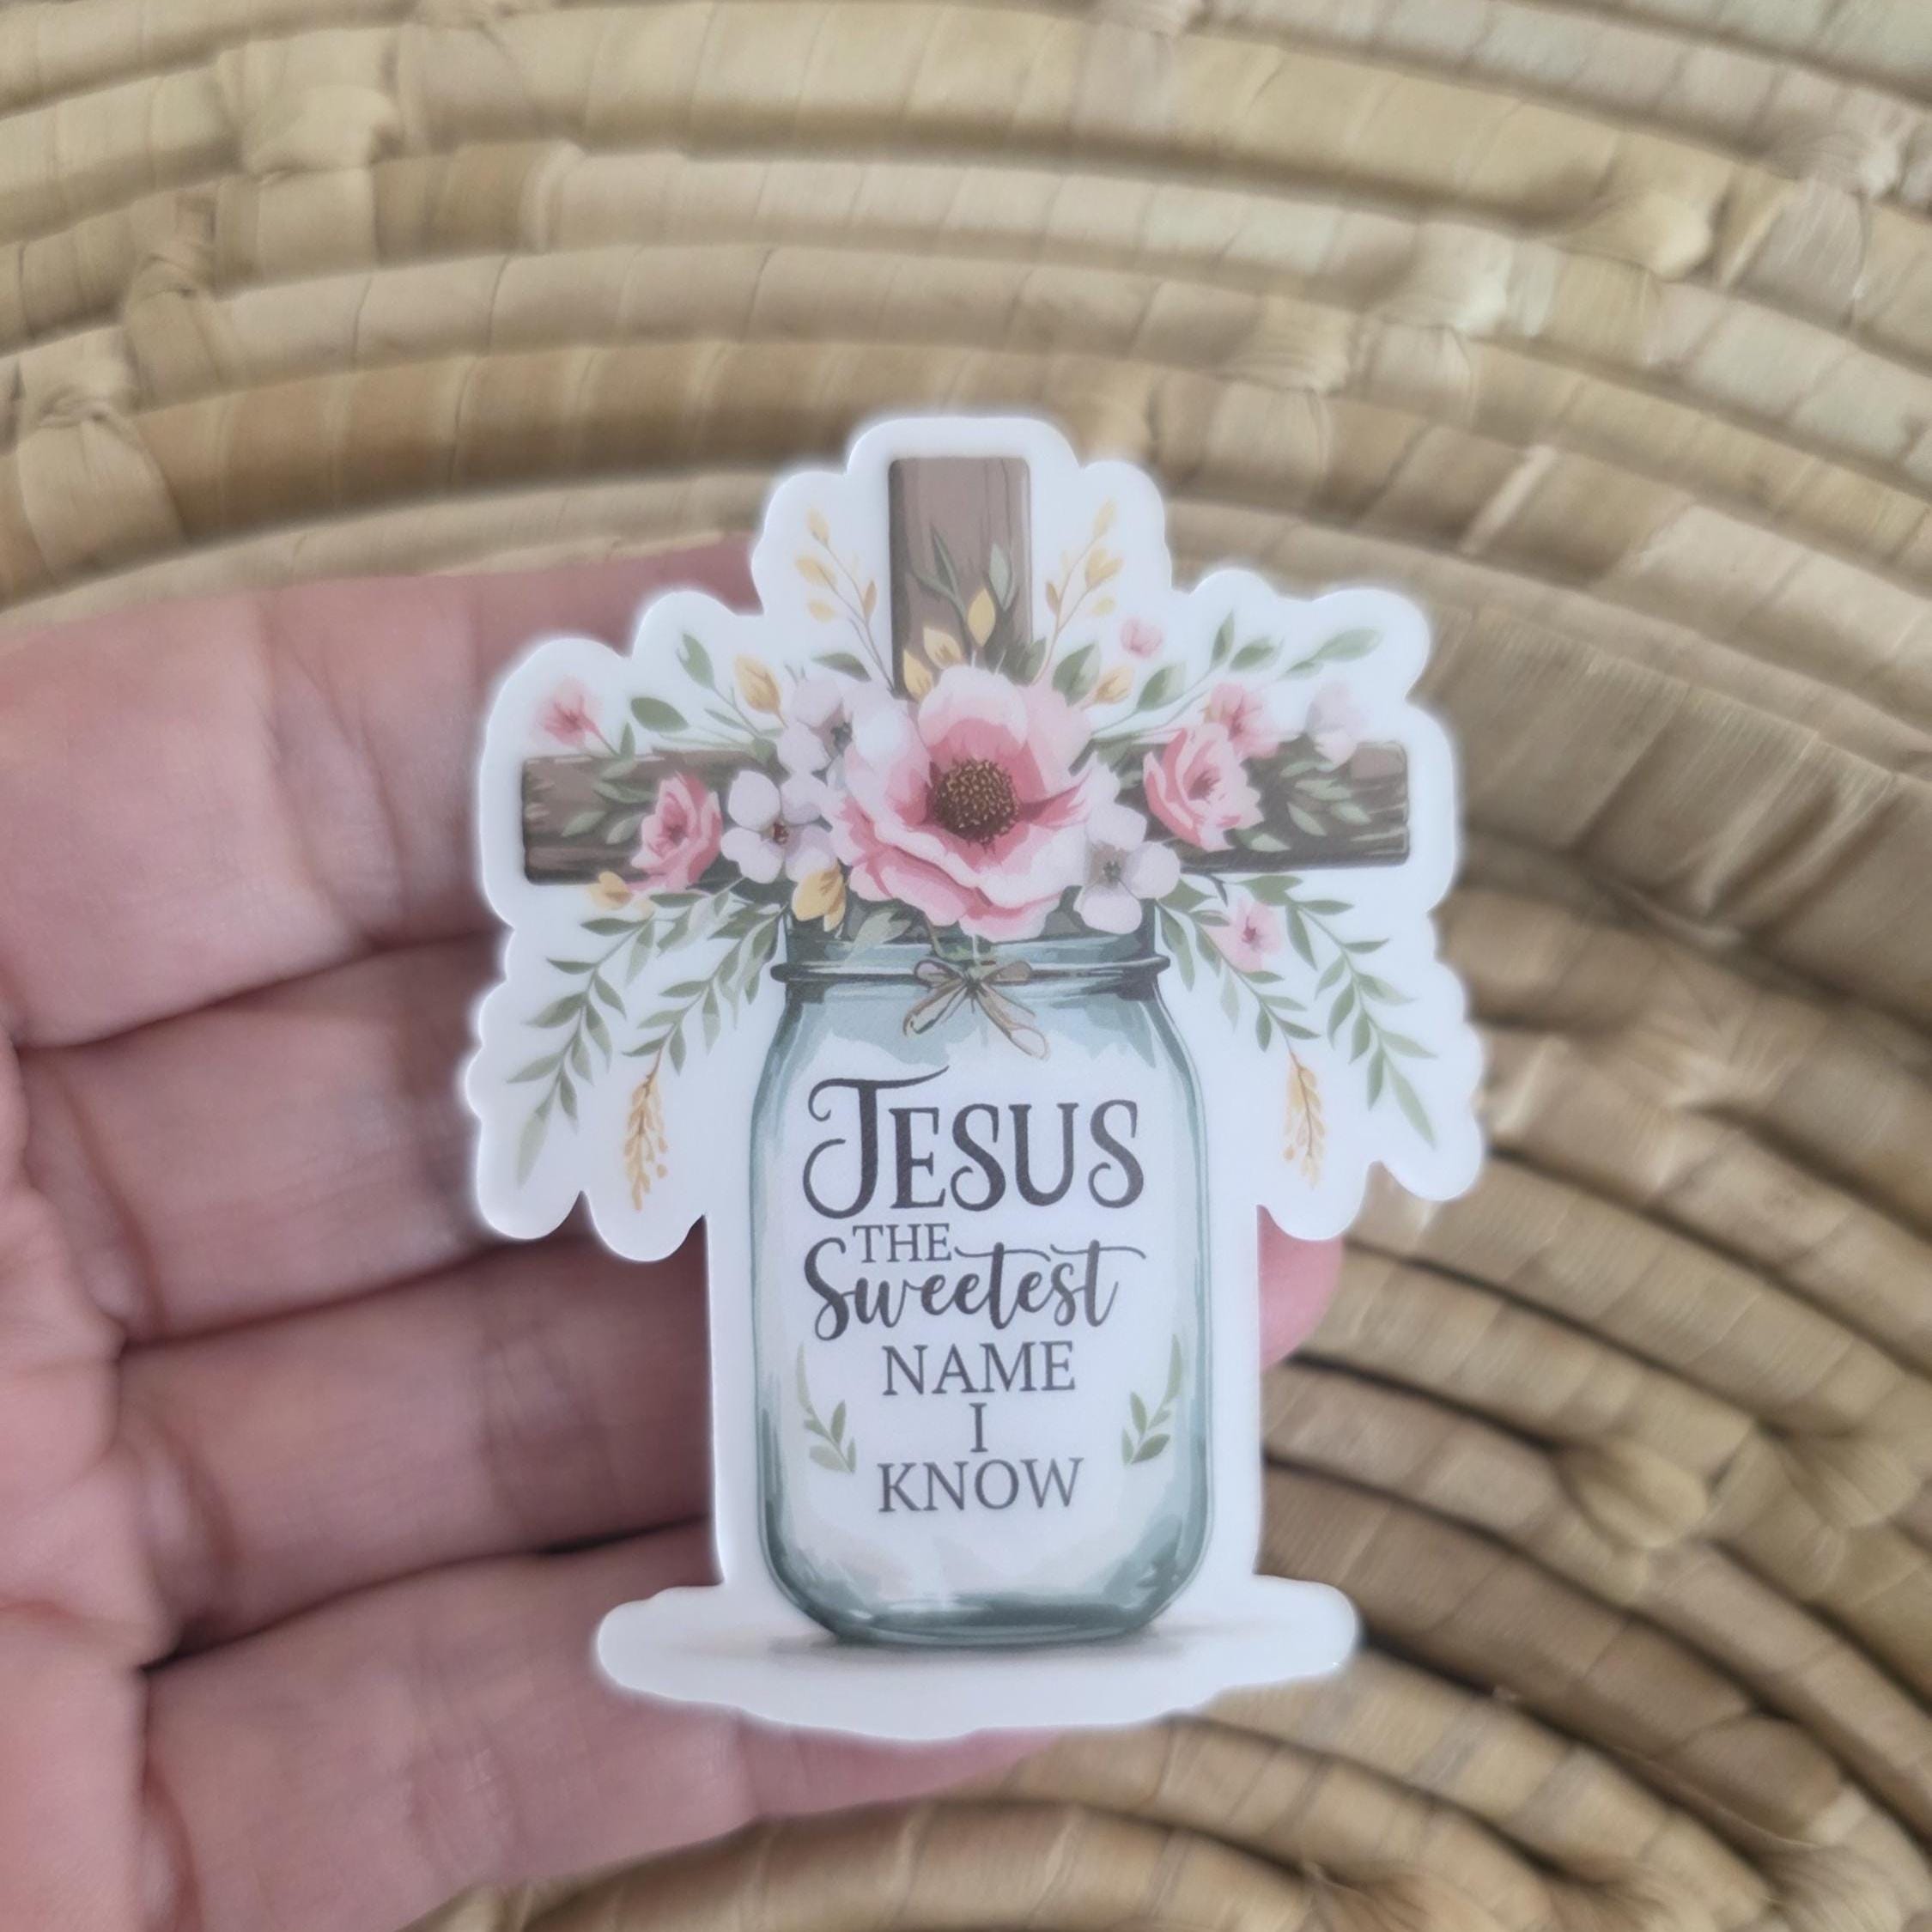 JESUS
THE
Sweetest
NAME
I
KNOW